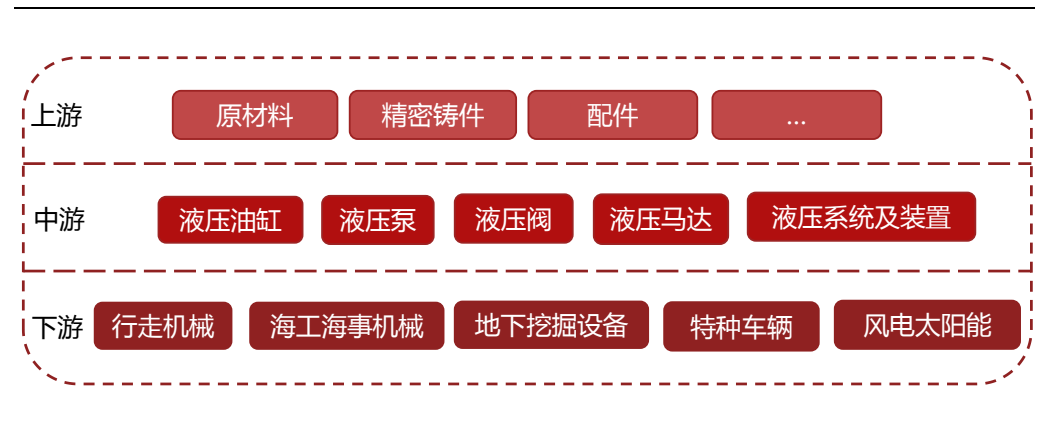 上游 原材料 精密铸件 配件 ...
中游 液压油缸 液压泵 液压阀 液压马达 液压系统及装置
下游 行走机械 海工海事机械 地下挖掘设备 特种车辆 风电太阳能